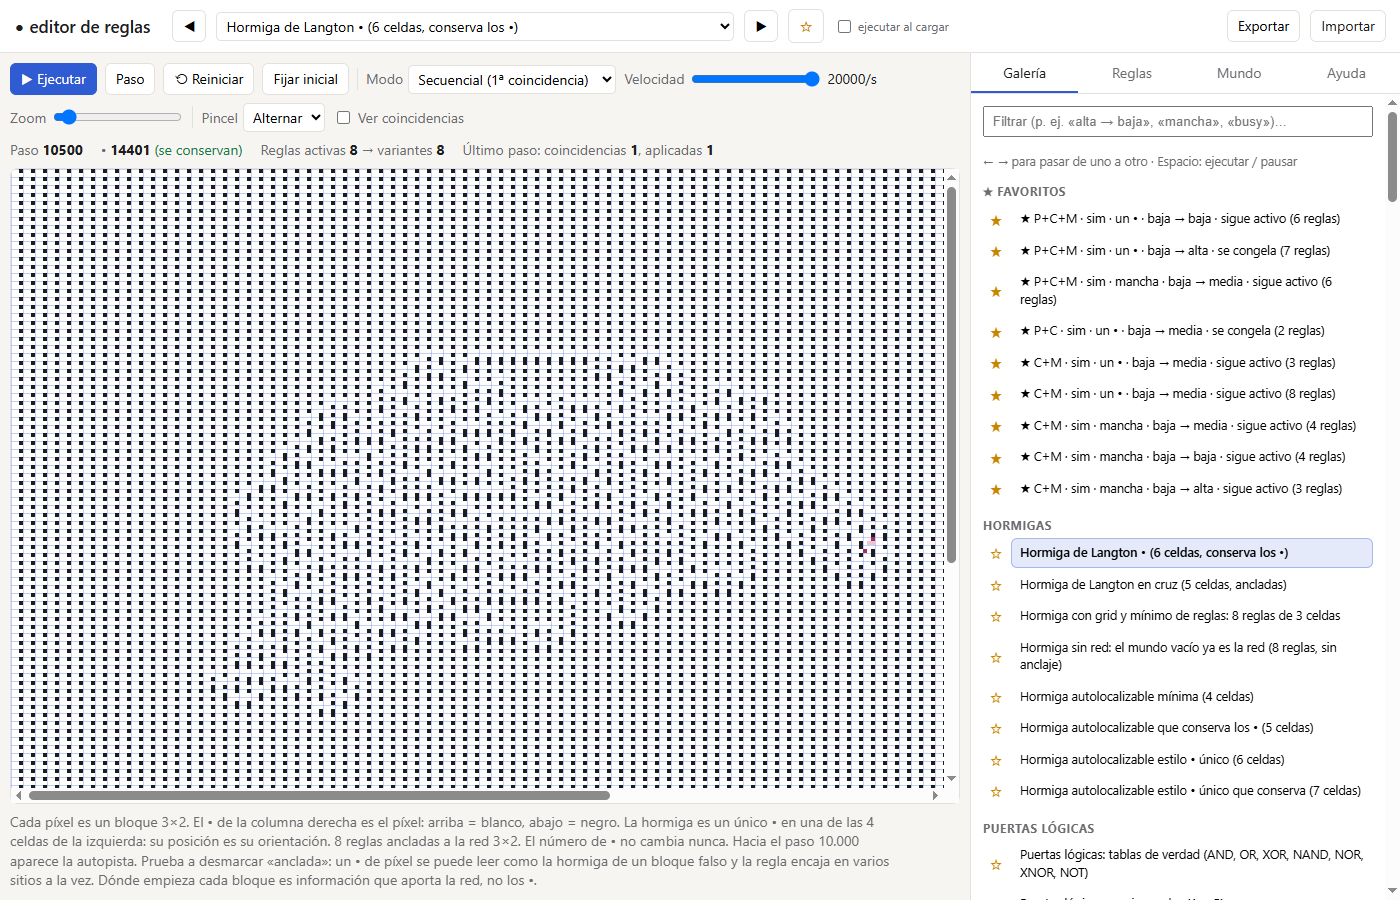 • editor de reglas
◀
Hormiga de Langton • (6 celdas, conserva los •)
▶
☆
ejecutar al cargar
Exportar
Importar
▶ Ejecutar
Paso
Reiniciar
Fijar inicial
Modo
Secuencial (1ª coincidencia)
Velocidad
20000/s
Zoom
Pincel
Alternar
Ver coincidencias
Paso 10500 • 14401 (se conservan) Reglas activas 8 → variantes 8 Último paso: coincidencias 1, aplicadas 1
Cada píxel es un bloque 3×2. El • de la columna derecha es el píxel: arriba = blanco, abajo = negro. La hormiga es un único • en una de las 4
celdas de la izquierda: su posición es su orientación. 8 reglas ancladas a la red 3×2. El número de • no cambia nunca. Hacia el paso 10.000
aparece la autopista. Prueba a desmarcar «anclada»: un • de píxel se puede leer como la hormiga de un bloque falso y la regla encaja en varios
sitios a la vez. Dónde empieza cada bloque es información que aporta la red, no los •.
Galería
Reglas
Mundo
Ayuda
Filtrar (p. ej. «alta → baja», «mancha», «busy»)...
← → para pasar de uno a otro · Espacio: ejecutar / pausar
★ FAVORITOS
★ ★ P+C+M · sim · un • · baja → baja · sigue activo (6 reglas)
★ ★ P+C+M · sim · un • · baja → alta · se congela (7 reglas)
★ ★ P+C+M · sim · mancha · baja → media · sigue activo (6
reglas)
★ ★ P+C · sim · un • · baja → media · se congela (2 reglas)
★ ★ C+M · sim · un • · baja → media · sigue activo (3 reglas)
★ ★ C+M · sim · un • · baja → media · sigue activo (8 reglas)
★ ★ C+M · sim · mancha · baja → media · sigue activo (4 reglas)
★ ★ C+M · sim · mancha · baja → baja · sigue activo (4 reglas)
★ ★ C+M · sim · mancha · baja → alta · sigue activo (3 reglas)
HORMIGAS
☆ Hormiga de Langton • (6 celdas, conserva los •)
☆ Hormiga de Langton en cruz (5 celdas, ancladas)
☆ Hormiga con grid y mínimo de reglas: 8 reglas de 3 celdas
☆ Hormiga sin red: el mundo vacío ya es la red (8 reglas, sin
anclaje)
☆ Hormiga autolocalizable mínima (4 celdas)
☆ Hormiga autolocalizable que conserva los • (5 celdas)
☆ Hormiga autolocalizable estilo • único (6 celdas)
☆ Hormiga autolocalizable estilo • único que conserva (7 celdas)
PUERTAS LÓGICAS
☆ Puertas lógicas: tablas de verdad (AND, OR, XOR, NAND, NOR,
XNOR, NOT)